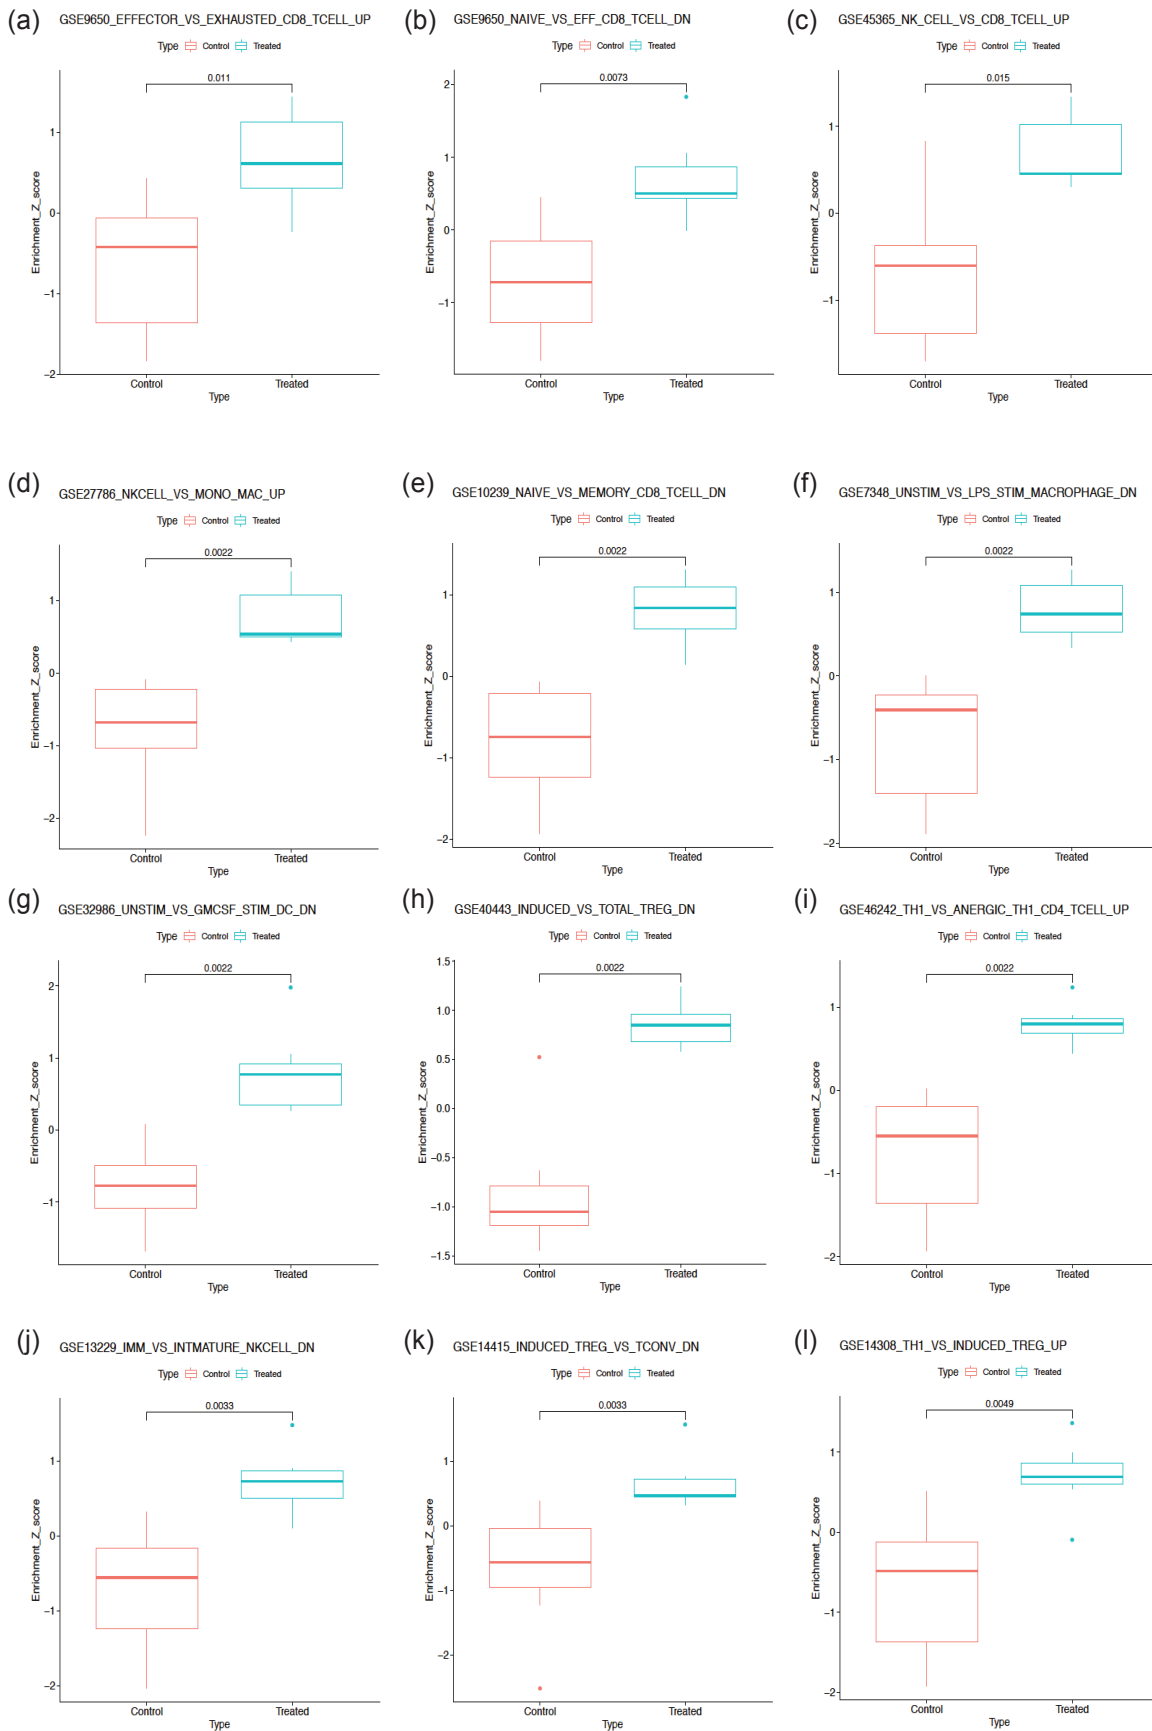 (a) GSE9650_EFFECTOR_VS_EXHAUSTED_CD8_TCELL_UP
Type Control Treated
0.011
1
0
−1
−2
Enrichment_Z_score
Control Treated
Type
(b) GSE9650_NAIVE_VS_EFF_CD8_TCELL_DN
Type Control Treated
0.0073
2
1
0
−1
Enrichment_Z_score
Control Treated
Type
(c) GSE45365_NK_CELL_VS_CD8_TCELL_UP
Type Control Treated
0.015
1
0
−1
Enrichment_Z_score
Control Treated
Type
(d) GSE27786_NKCELL_VS_MONO_MAC_UP
Type Control Treated
0.0022
1
0
−1
−2
Enrichment_Z_score
Control Treated
Type
(e) GSE10239_NAIVE_VS_MEMORY_CD8_TCELL_DN
Type Control Treated
0.0022
1
0
−1
−2
Enrichment_Z_score
Control Treated
Type
(f) GSE7348_UNSTIM_VS_LPS_STIM_MACROPHAGE_DN
Type Control Treated
0.0022
1
0
−1
−2
Enrichment_Z_score
Control Treated
Type
(g) GSE32986_UNSTIM_VS_GMCSF_STIM_DC_DN
Type Control Treated
0.0022
2
1
0
−1
Enrichment_Z_score
Control Treated
Type
(h) GSE40443_INDUCED_VS_TOTAL_TREG_DN
Type Control Treated
0.0022
1.5
1.0
0.5
0.0
−0.5
−1.0
−1.5
Enrichment_Z_score
Control Treated
Type
(i) GSE46242_TH1_VS_ANERGIC_TH1_CD4_TCELL_UP
Type Control Treated
0.0022
1
0
−1
−2
Enrichment_Z_score
Control Treated
Type
(j) GSE13229_IMM_VS_INTMATURE_NKCELL_DN
Type Control Treated
0.0033
1
0
−1
−2
Enrichment_Z_score
Control Treated
Type
(k) GSE14415_INDUCED_TREG_VS_TCONV_DN
Type Control Treated
0.0033
1
0
−1
−2
Enrichment_Z_score
Control Treated
Type
(l) GSE14308_TH1_VS_INDUCED_TREG_UP
Type Control Treated
0.0049
1
0
−1
−2
Enrichment_Z_score
Control Treated
Type